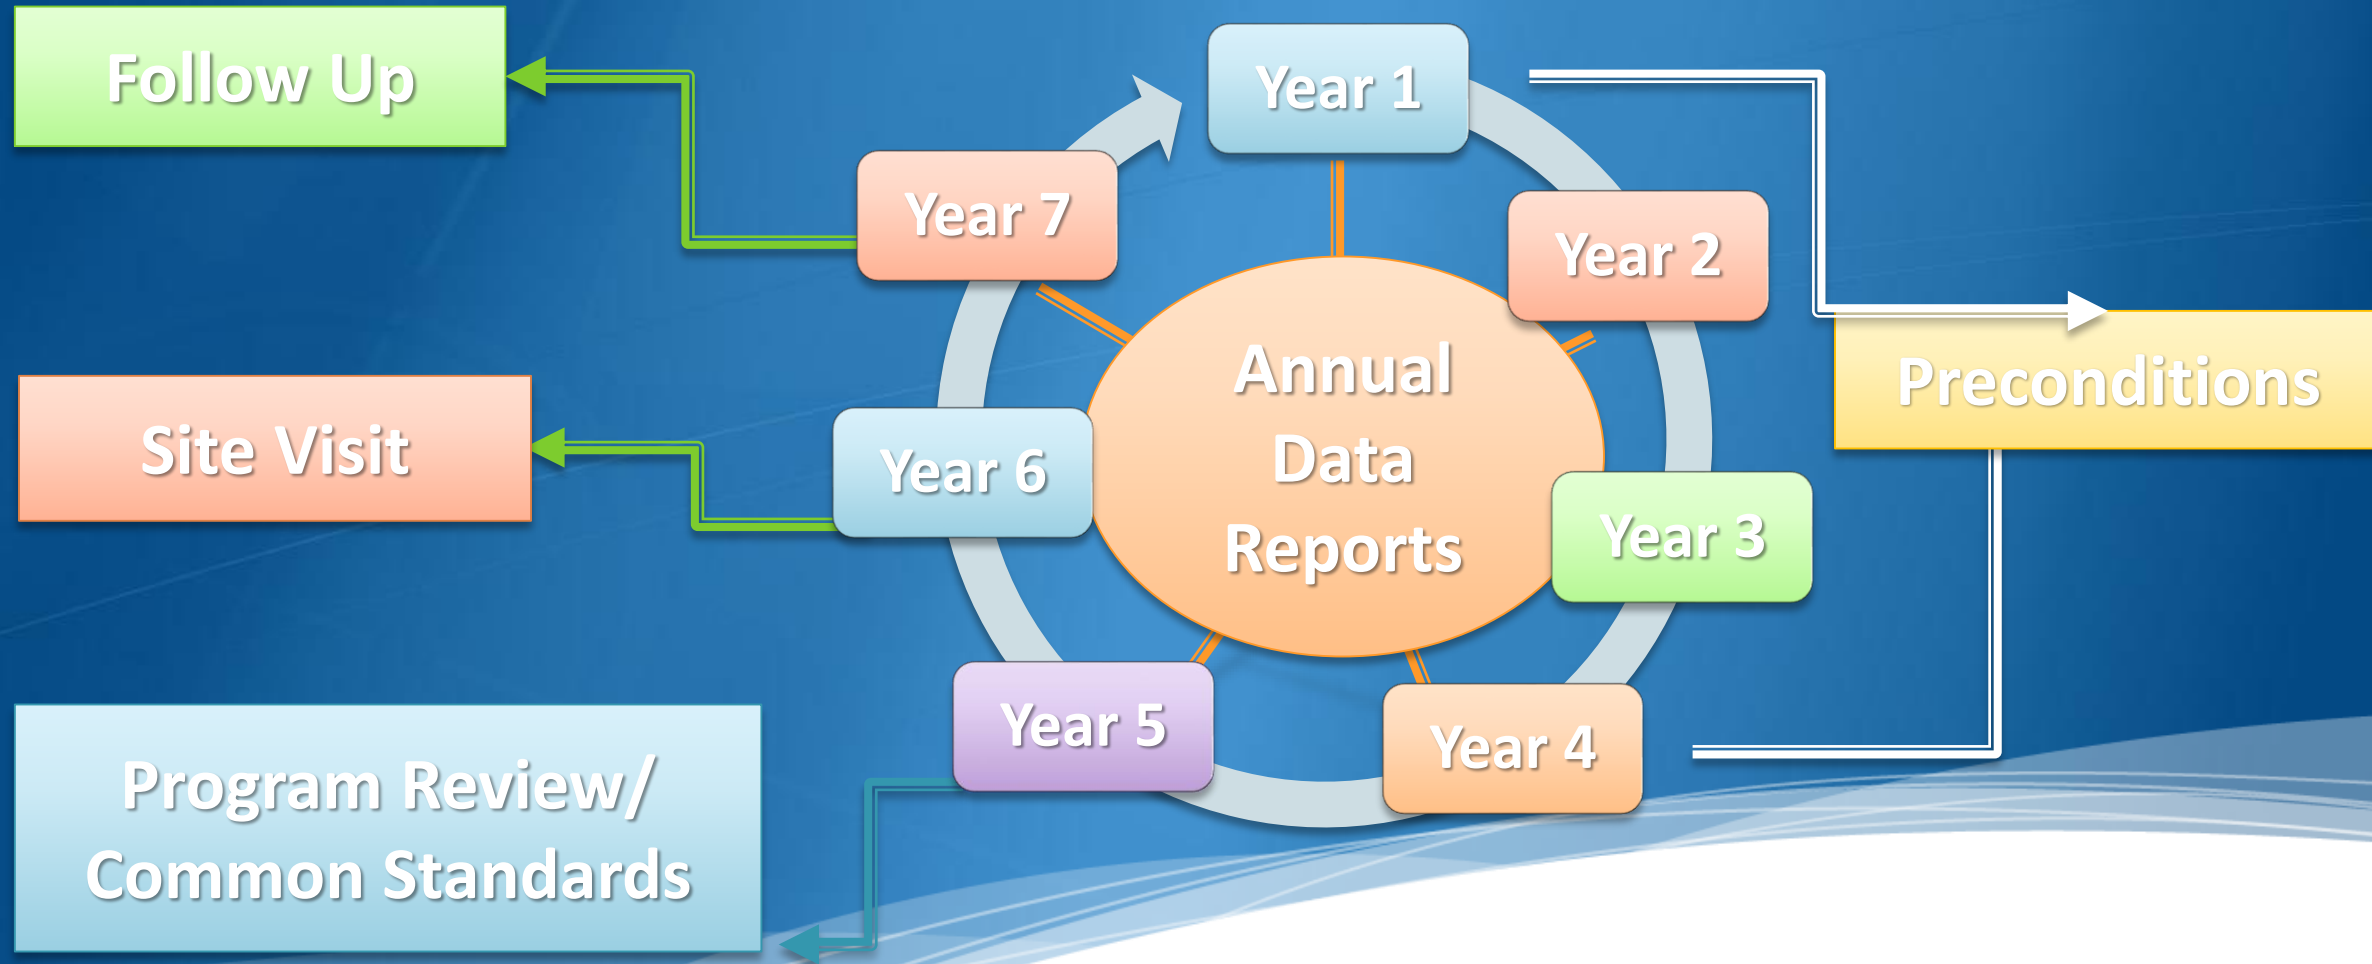 Follow Up
Year 1
Year 7
Year 2
Annual
Data
Reports
Preconditions
Site Visit
Year 6
Year 3
Year 5
Year 4
Program Review/
Common Standards